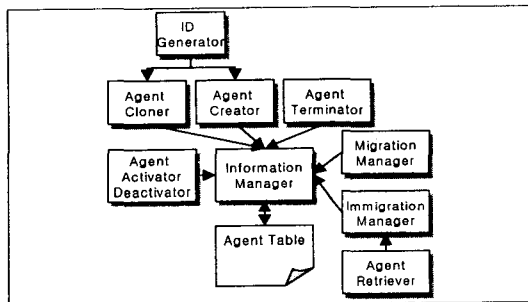 ID
Generator
Agent
Cloner
Agent
Creator
Agent
Terminator
Agent
Activator
Deactivator
Information
Manager
Migration
Manager
Immigration
Manager
Agent Table
Agent
Retriever